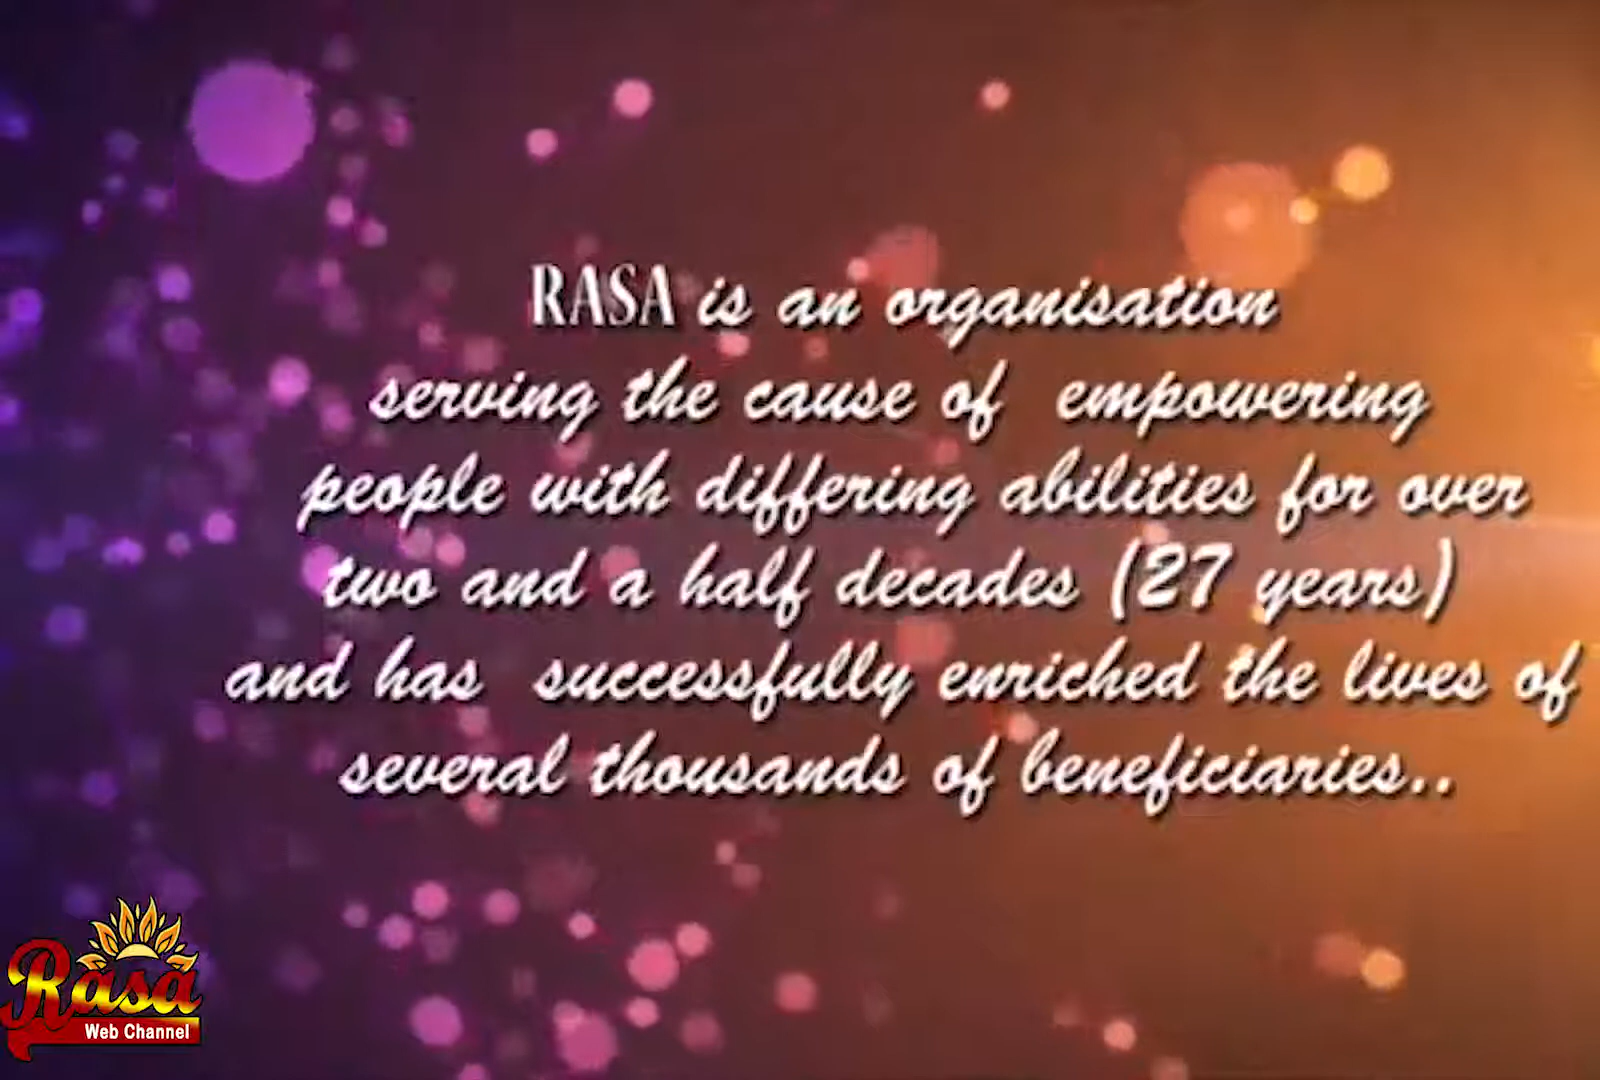 RASA is an organisation
serving the cause of empowering
people with differing abilities for over
two and a half decades (27 years)
and has successfully enriched the lives of
several thousands of beneficiaries..
Rasa
Web Channel